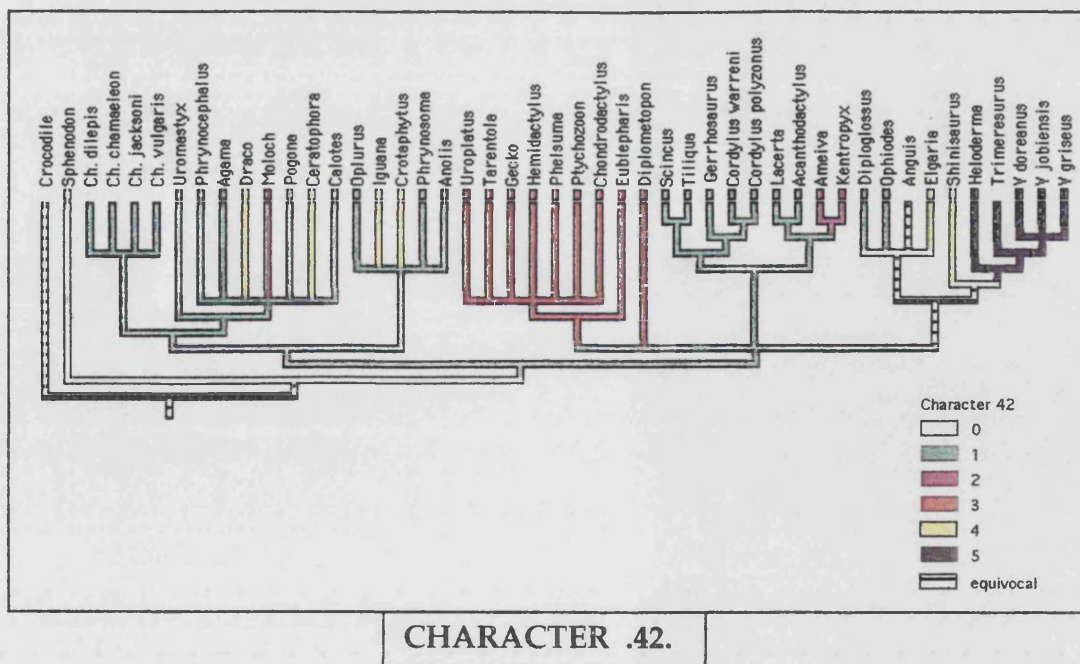 Crocodile
Sphenodon
Ch. dilepis
Ch. chamaeleon
Ch. jacksoni
Ch. vulgaris
Uromastyx
Phrynocephalus
Agama
Draco
Moloch
Pogona
Ceratophora
Calotes
Oplurus
Iguana
Crotaphytus
Phrynosoma
Anolis
Uroplatus
Tarentola
Gecko
Hemidactylus
Phelsuma
Ptychozoon
Chondrodactylus
Eublepharis
Diplometopon
Scincus
Tiliqua
Gerrhosaurus
Cordylus warreni
Cordylus polyzonus
Lacerta
Acanthodactylus
Ameiva
Kentropyx
Diploglossus
Ophiodes
Anguis
Elgaria
Shinisaurus
Heloderma
Trimeresurus
V doreanus
V jobiensis
V griseus
Character 42
0
1
2
3
4
5
equivocal
CHARACTER .42.